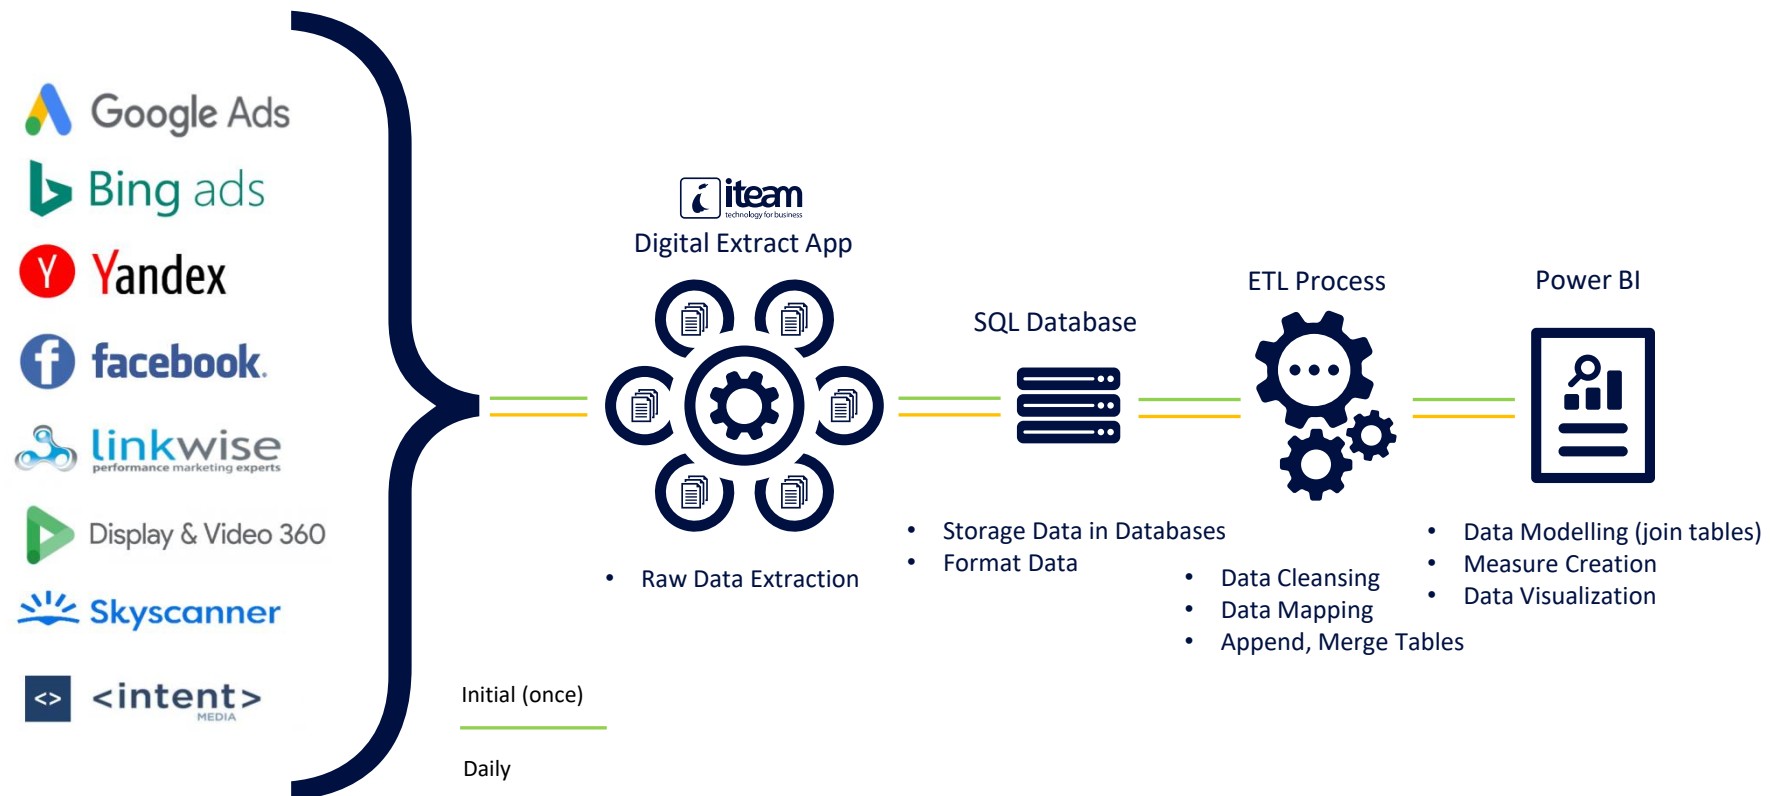 Google Ads
Bing ads
Y Yandex
f facebook.
linkwise
performance marketing experts
Display & Video 360
Skyscanner
<> <intent>
MEDIA
i iteam
technology for business
Digital Extract App
• Raw Data Extraction
SQL Database
• Storage Data in Databases
• Format Data
ETL Process
• Data Cleansing
• Data Mapping
• Append, Merge Tables
Power BI
• Data Modelling (join tables)
• Measure Creation
• Data Visualization
Initial (once)
Daily